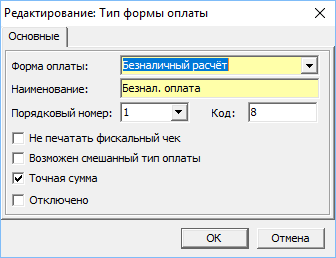 Редактирование: Тип формы оплаты
Основные
Форма оплаты: Безналичный расчёт
Наименование: Безнал. оплата
Порядковый номер: 1 Код: 8
Не печатать фискальный чек
Возможен смешанный тип оплаты
Точная сумма
Отключено
OK Отмена